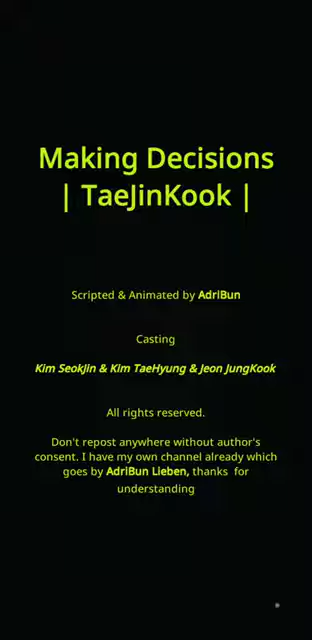 Making Decisions
| TaeJinKook |
Scripted & Animated by AdriBun
Casting
Kim SeokJin & Kim TaeHyung & Jeon JungKook
All rights reserved.
Don't repost anywhere without author's
consent. I have my own channel already which
goes by AdriBun Lieben, thanks for
understanding